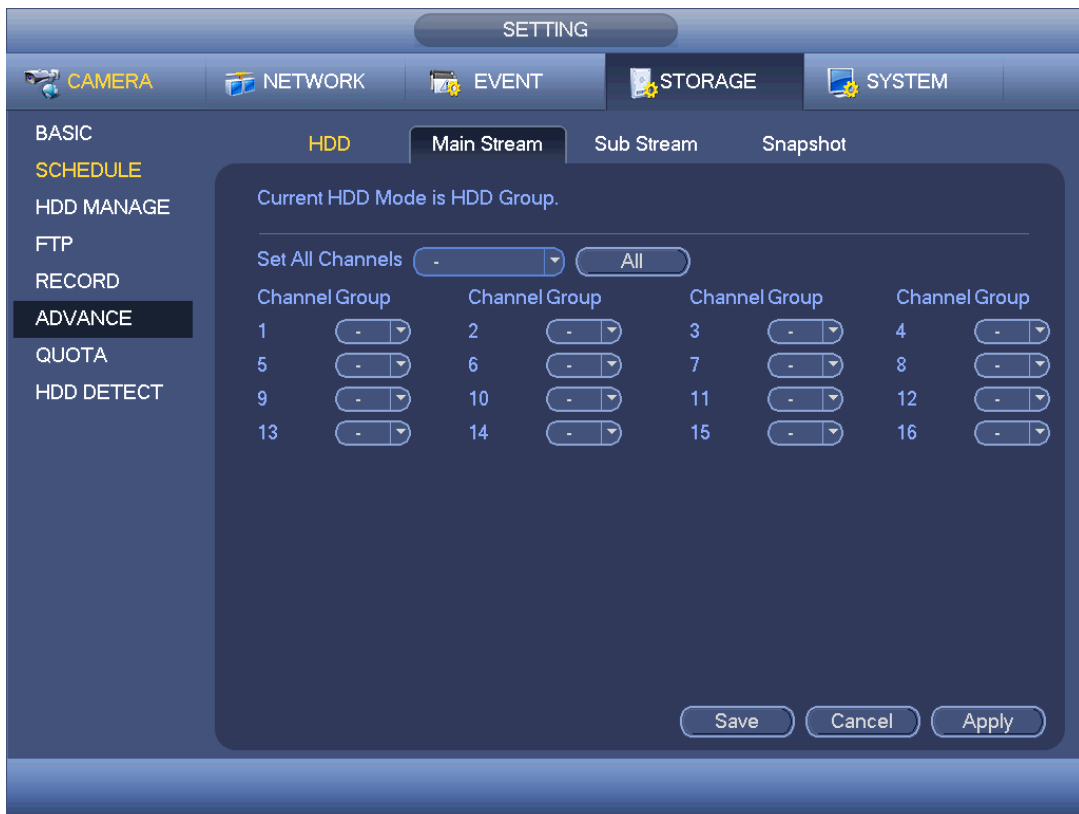 SETTING
CAMERA NETWORK EVENT STORAGE SYSTEM
BASIC
SCHEDULE
HDD MANAGE
FTP
RECORD
ADVANCE
QUOTA
HDD DETECT
HDD Main Stream Sub Stream Snapshot
Current HDD Mode is HDD Group.
Set All Channels - All
Channel Group Channel Group Channel Group Channel Group
1 - 2 - 3 - 4 -
5 - 6 - 7 - 8 -
9 - 10 - 11 - 12 -
13 - 14 - 15 - 16 -
Save Cancel Apply